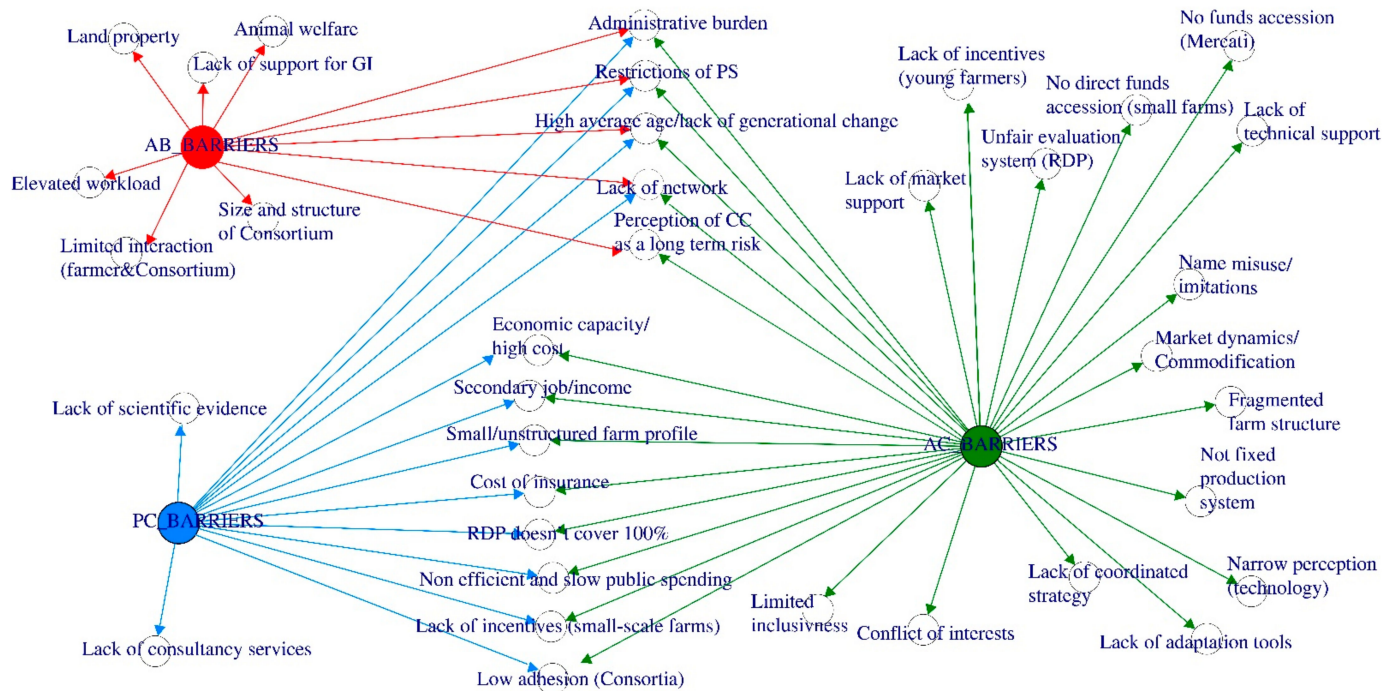 Land property
Animal welfare
Lack of support for GI
AB_BARRIERS
Elevated workload
Size and structure
of Consortium
Limited interaction
(farmer&Consortium)
Administrative burden
Restrictions of PS
High average age/lack of generational change
Lack of network
Perception of CC
as a long term risk
No funds accession
(Mercati)
Lack of incentives
(young farmers)
No direct funds
accession (small farms)
Lack of
technical support
Unfair evaluation
system (RDP)
Lack of market
support
Name misuse/
imitations
Market dynamics/
Commodification
Fragmented
farm structure
AC_BARRIERS
Not fixed
production
system
Economic capacity/
high cost
Secondary job/income
Small/unstructured farm profile
Cost of insurance
RDP doesn't cover 100%
Non efficient and slow public spending
Lack of incentives (small-scale farms)
Low adhesion (Consortia)
Lack of scientific evidence
PC_BARRIERS
Lack of consultancy services
Limited
inclusivness
Conflict of interests
Lack of coordinated
strategy
Narrow perception
(technology)
Lack of adaptation tools